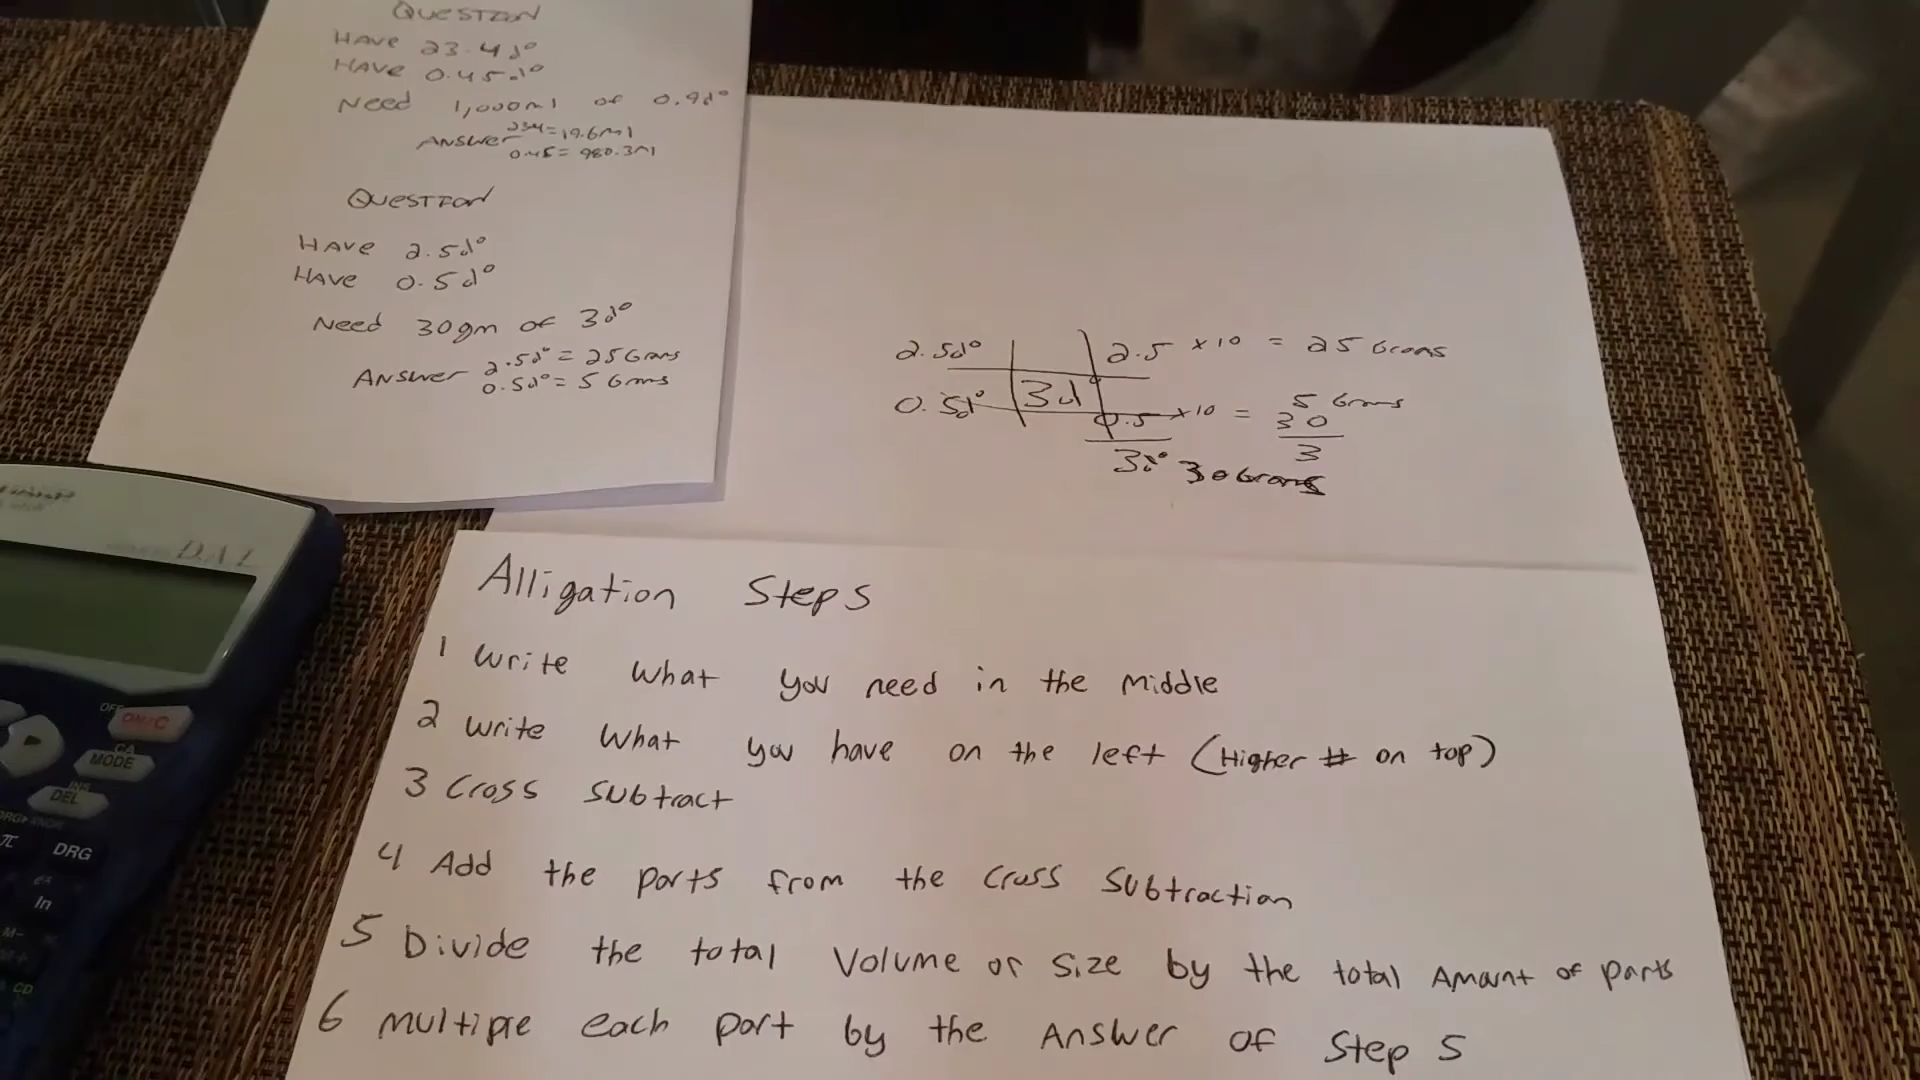 QUESTION
HAVE 23.4%
HAVE 0.45%
Need 1,000ml of 0.9%
ANSWER 23.4=19.6ml
0.45=980.3ml
QUESTION
HAVE 2.5%
HAVE 0.5%
Need 30gm of 3%
ANSWER 2.5%=25Grams
0.5%=5 Grams
2.5% 2.5 x10 = 25 Grams
0.5% 3% 0.5 x10 = 5 Grams
30
3
3% 30Grams
Alligation Steps
1 Write what you need in the middle
2 Write what you have on the left (Higher # on top)
3 Cross subtract
4 Add the parts from the cross subtraction
5 Divide the total Volume or size by the total Amount of parts
6 multiple each part by the Answer of Step 5
OFF
ON/C
CA
MODE
INS
DEL
π
DRG
ex
ln
M-
CD
D.A.L